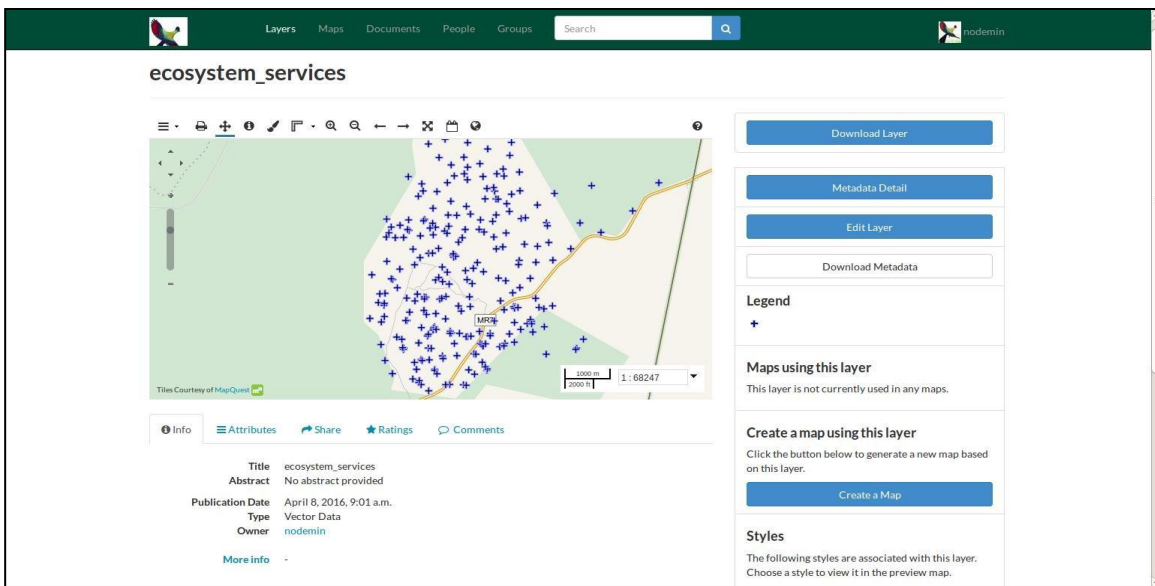 Layers Maps Documents People Groups Search nodemin
ecosystem_services
Download Layer
Metadata Detail
Edit Layer
Download Metadata
Legend
MR7
1000 m
2000 ft
1 : 68247
Tiles Courtesy of MapQuest
Maps using this layer
This layer is not currently used in any maps.
Info Attributes Share Ratings Comments
Title ecosystem_services
Abstract No abstract provided
Publication Date April 8, 2016, 9:01 a.m.
Type Vector Data
Owner nodemin
More info -
Create a map using this layer
Click the button below to generate a new map based
on this layer.
Create a Map
Styles
The following styles are associated with this layer.
Choose a style to view it in the preview map.